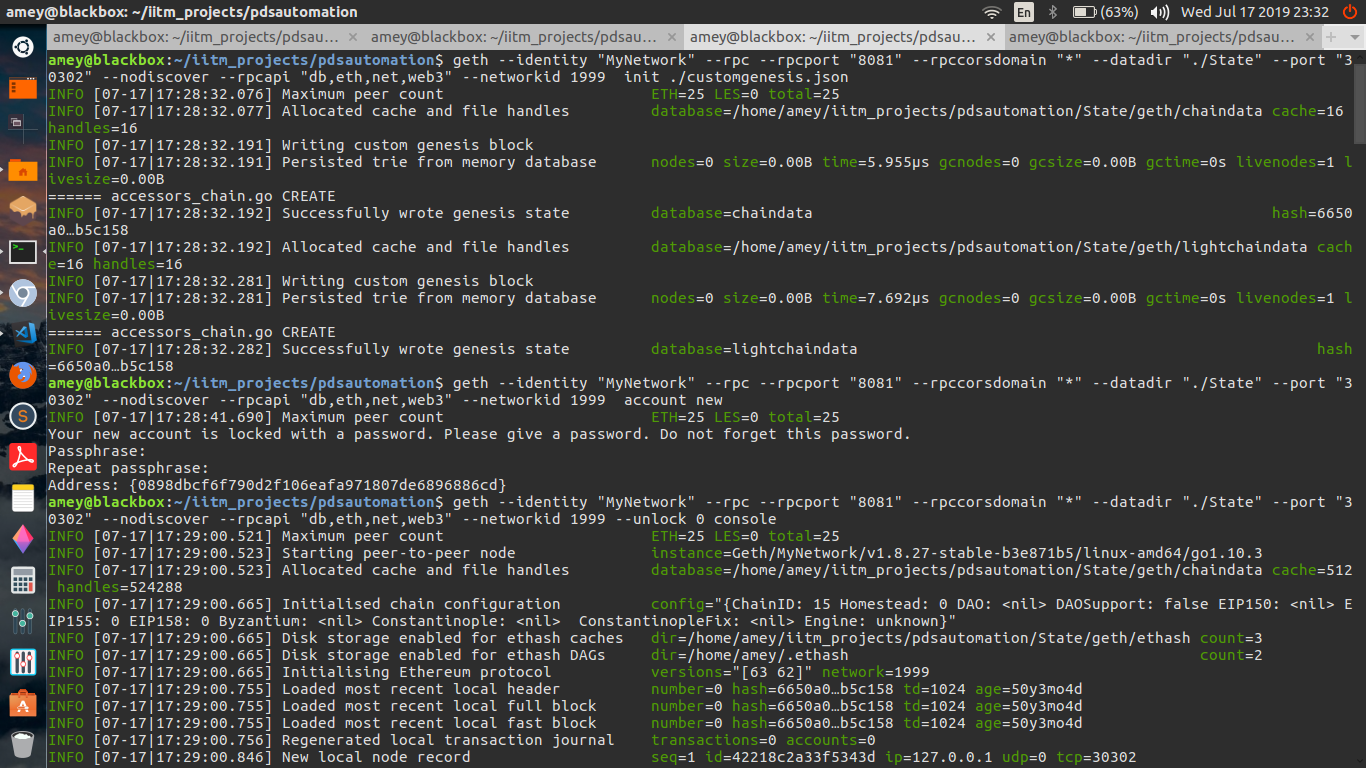 amey@blackbox: ~/iitm_projects/pdsautomation
En
(63%)
Wed Jul 17 2019 23:32
amey@blackbox: ~/iitm_projects/pdsau... ×
amey@blackbox: ~/iitm_projects/pdsau... ×
amey@blackbox: ~/iitm_projects/pdsau... ×
amey@blackbox: ~/iitm_projects/pdsau... ×
amey@blackbox:~/iitm_projects/pdsautomation$ geth --identity "MyNetwork" --rpc --rpcport "8081" --rpccorsdomain "*" --datadir "./State" --port "3
0302" --nodiscover --rpcapi "db,eth,net,web3" --networkid 1999  init ./customgenesis.json
INFO [07-17|17:28:32.076] Maximum peer count                       ETH=25 LES=0 total=25
INFO [07-17|17:28:32.077] Allocated cache and file handles         database=/home/amey/iitm_projects/pdsautomation/State/geth/chaindata cache=16
handles=16
INFO [07-17|17:28:32.191] Writing custom genesis block
INFO [07-17|17:28:32.191] Persisted trie from memory database      nodes=0 size=0.00B time=5.955µs gcnodes=0 gcsize=0.00B gctime=0s livenodes=1 l
ivesize=0.00B
====== accessors_chain.go CREATE
INFO [07-17|17:28:32.192] Successfully wrote genesis state         database=chaindata                                                   hash=6650
a0…b5c158
INFO [07-17|17:28:32.192] Allocated cache and file handles         database=/home/amey/iitm_projects/pdsautomation/State/geth/lightchaindata cach
e=16 handles=16
INFO [07-17|17:28:32.281] Writing custom genesis block
INFO [07-17|17:28:32.281] Persisted trie from memory database      nodes=0 size=0.00B time=7.692µs gcnodes=0 gcsize=0.00B gctime=0s livenodes=1 l
ivesize=0.00B
====== accessors_chain.go CREATE
INFO [07-17|17:28:32.282] Successfully wrote genesis state         database=lightchaindata                                                   hash
=6650a0…b5c158
amey@blackbox:~/iitm_projects/pdsautomation$ geth --identity "MyNetwork" --rpc --rpcport "8081" --rpccorsdomain "*" --datadir "./State" --port "3
0302" --nodiscover --rpcapi "db,eth,net,web3" --networkid 1999  account new
INFO [07-17|17:28:41.690] Maximum peer count                       ETH=25 LES=0 total=25
Your new account is locked with a password. Please give a password. Do not forget this password.
Passphrase:
Repeat passphrase:
Address: {0898dbcf6f790d2f106eafa971807de6896886cd}
amey@blackbox:~/iitm_projects/pdsautomation$ geth --identity "MyNetwork" --rpc --rpcport "8081" --rpccorsdomain "*" --datadir "./State" --port "3
0302" --nodiscover --rpcapi "db,eth,net,web3" --networkid 1999 --unlock 0 console
INFO [07-17|17:29:00.521] Maximum peer count                       ETH=25 LES=0 total=25
INFO [07-17|17:29:00.523] Starting peer-to-peer node               instance=Geth/MyNetwork/v1.8.27-stable-b3e871b5/linux-amd64/go1.10.3
INFO [07-17|17:29:00.523] Allocated cache and file handles         database=/home/amey/iitm_projects/pdsautomation/State/geth/chaindata cache=512
 handles=524288
INFO [07-17|17:29:00.665] Initialised chain configuration          config="{ChainID: 15 Homestead: 0 DAO: <nil> DAOSupport: false EIP150: <nil> E
IP155: 0 EIP158: 0 Byzantium: <nil> Constantinople: <nil>  ConstantinopleFix: <nil> Engine: unknown}"
INFO [07-17|17:29:00.665] Disk storage enabled for ethash caches   dir=/home/amey/iitm_projects/pdsautomation/State/geth/ethash count=3
INFO [07-17|17:29:00.665] Disk storage enabled for ethash DAGs     dir=/home/amey/.ethash                                       count=2
INFO [07-17|17:29:00.665] Initialising Ethereum protocol           versions="[63 62]" network=1999
INFO [07-17|17:29:00.755] Loaded most recent local header          number=0 hash=6650a0…b5c158 td=1024 age=50y3mo4d
INFO [07-17|17:29:00.755] Loaded most recent local full block      number=0 hash=6650a0…b5c158 td=1024 age=50y3mo4d
INFO [07-17|17:29:00.755] Loaded most recent local fast block      number=0 hash=6650a0…b5c158 td=1024 age=50y3mo4d
INFO [07-17|17:29:00.756] Regenerated local transaction journal    transactions=0 accounts=0
INFO [07-17|17:29:00.846] New local node record                    seq=1 id=42218c2a33f5343d ip=127.0.0.1 udp=0 tcp=30302